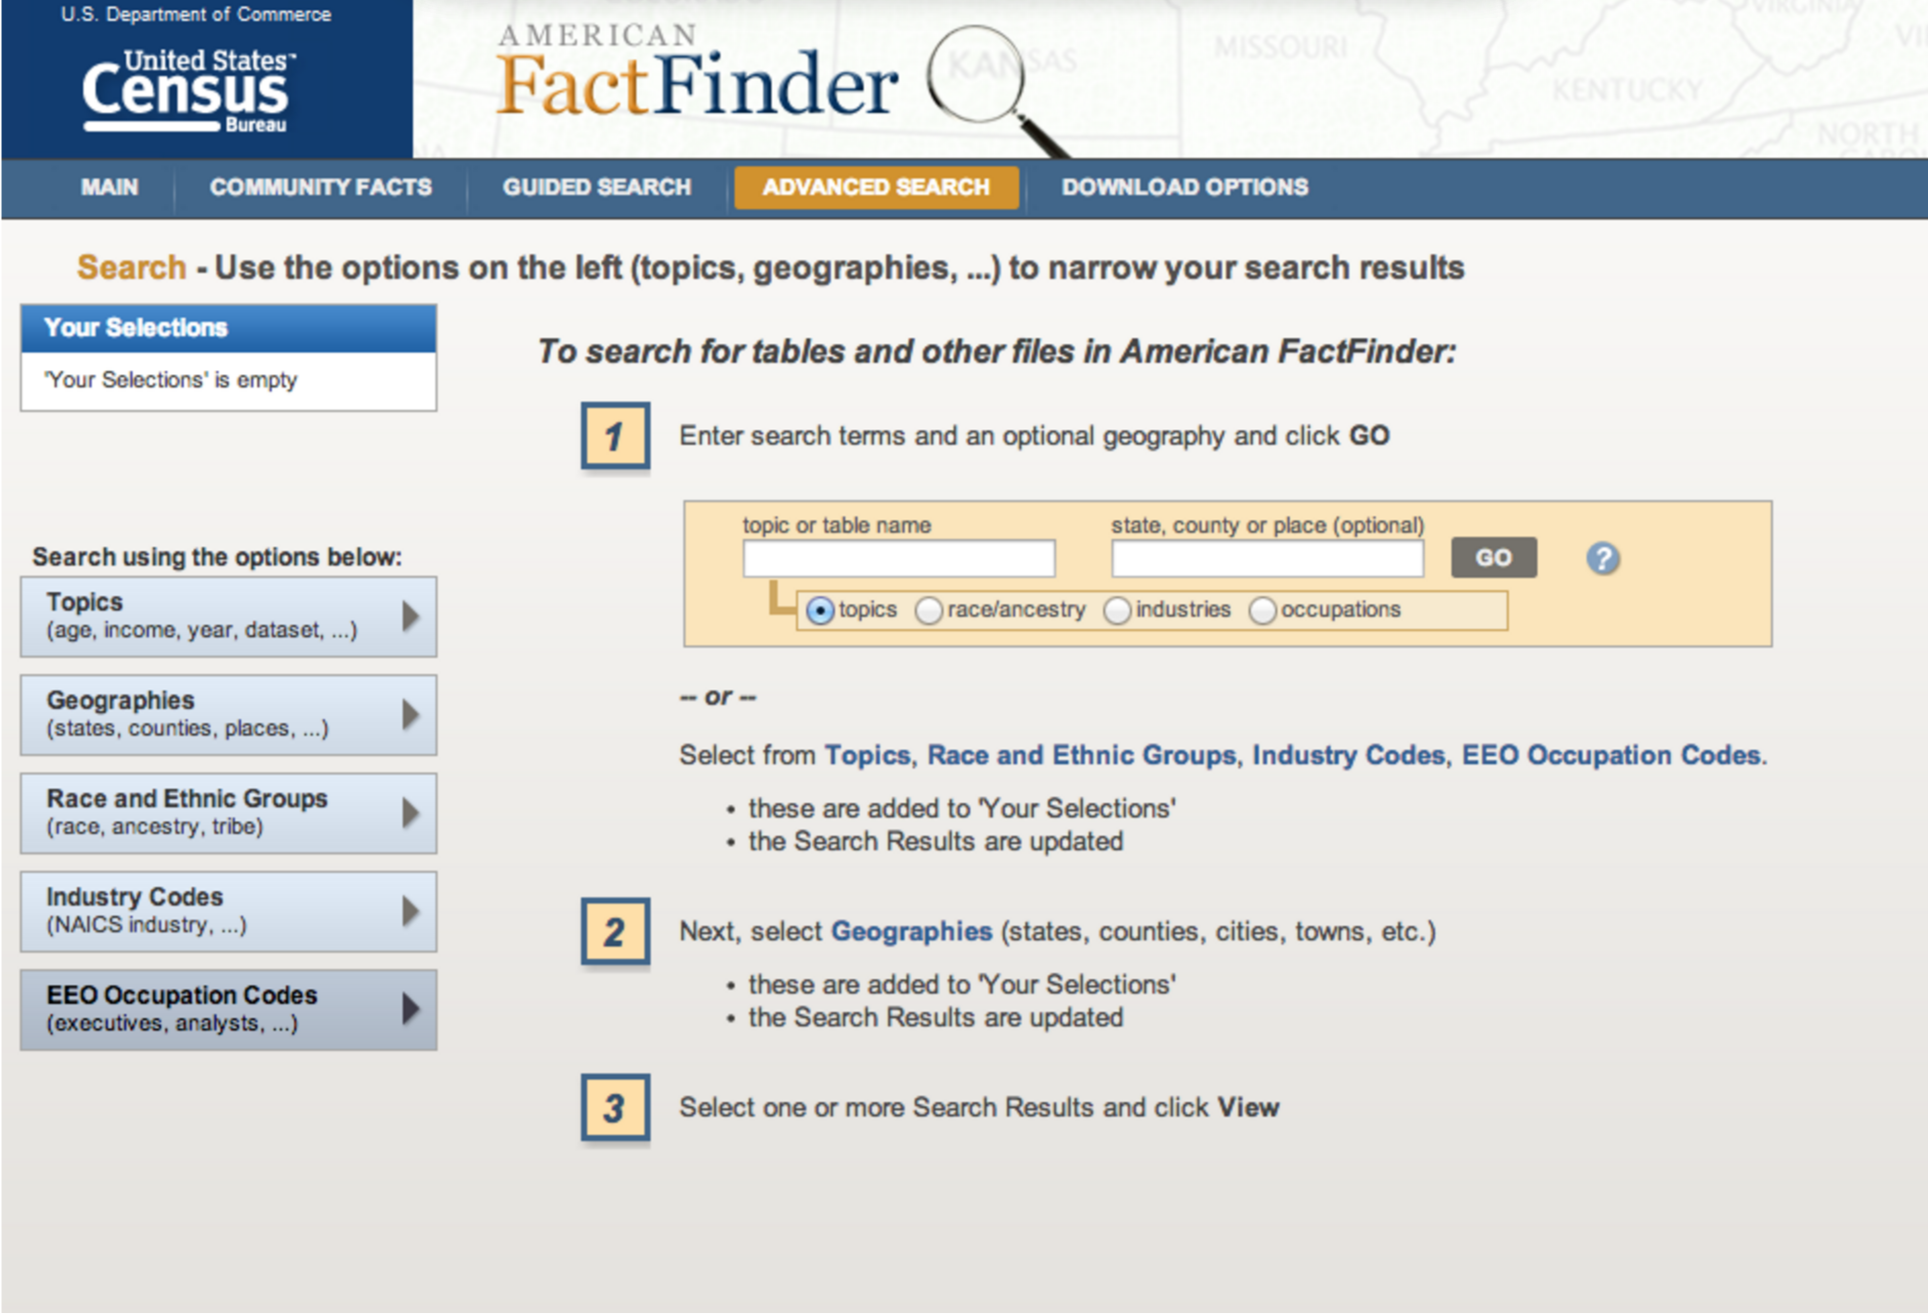 U.S. Department of Commerce
United States™
Census
Bureau
AMERICAN
FactFinder
KANSAS
MISSOURI
KENTUCKY
NORTH
MAIN
COMMUNITY FACTS
GUIDED SEARCH
ADVANCED SEARCH
DOWNLOAD OPTIONS
Search - Use the options on the left (topics, geographies, ...) to narrow your search results
Your Selections
'Your Selections' is empty
Search using the options below:
Topics
(age, income, year, dataset, ...)
Geographies
(states, counties, places, ...)
Race and Ethnic Groups
(race, ancestry, tribe)
Industry Codes
(NAICS industry, ...)
EEO Occupation Codes
(executives, analysts, ...)
To search for tables and other files in American FactFinder:
1
Enter search terms and an optional geography and click GO
topic or table name
state, county or place (optional)
GO
?
topics race/ancestry industries occupations
-- or --
Select from Topics, Race and Ethnic Groups, Industry Codes, EEO Occupation Codes.
• these are added to 'Your Selections'
• the Search Results are updated
2
Next, select Geographies (states, counties, cities, towns, etc.)
• these are added to 'Your Selections'
• the Search Results are updated
3
Select one or more Search Results and click View